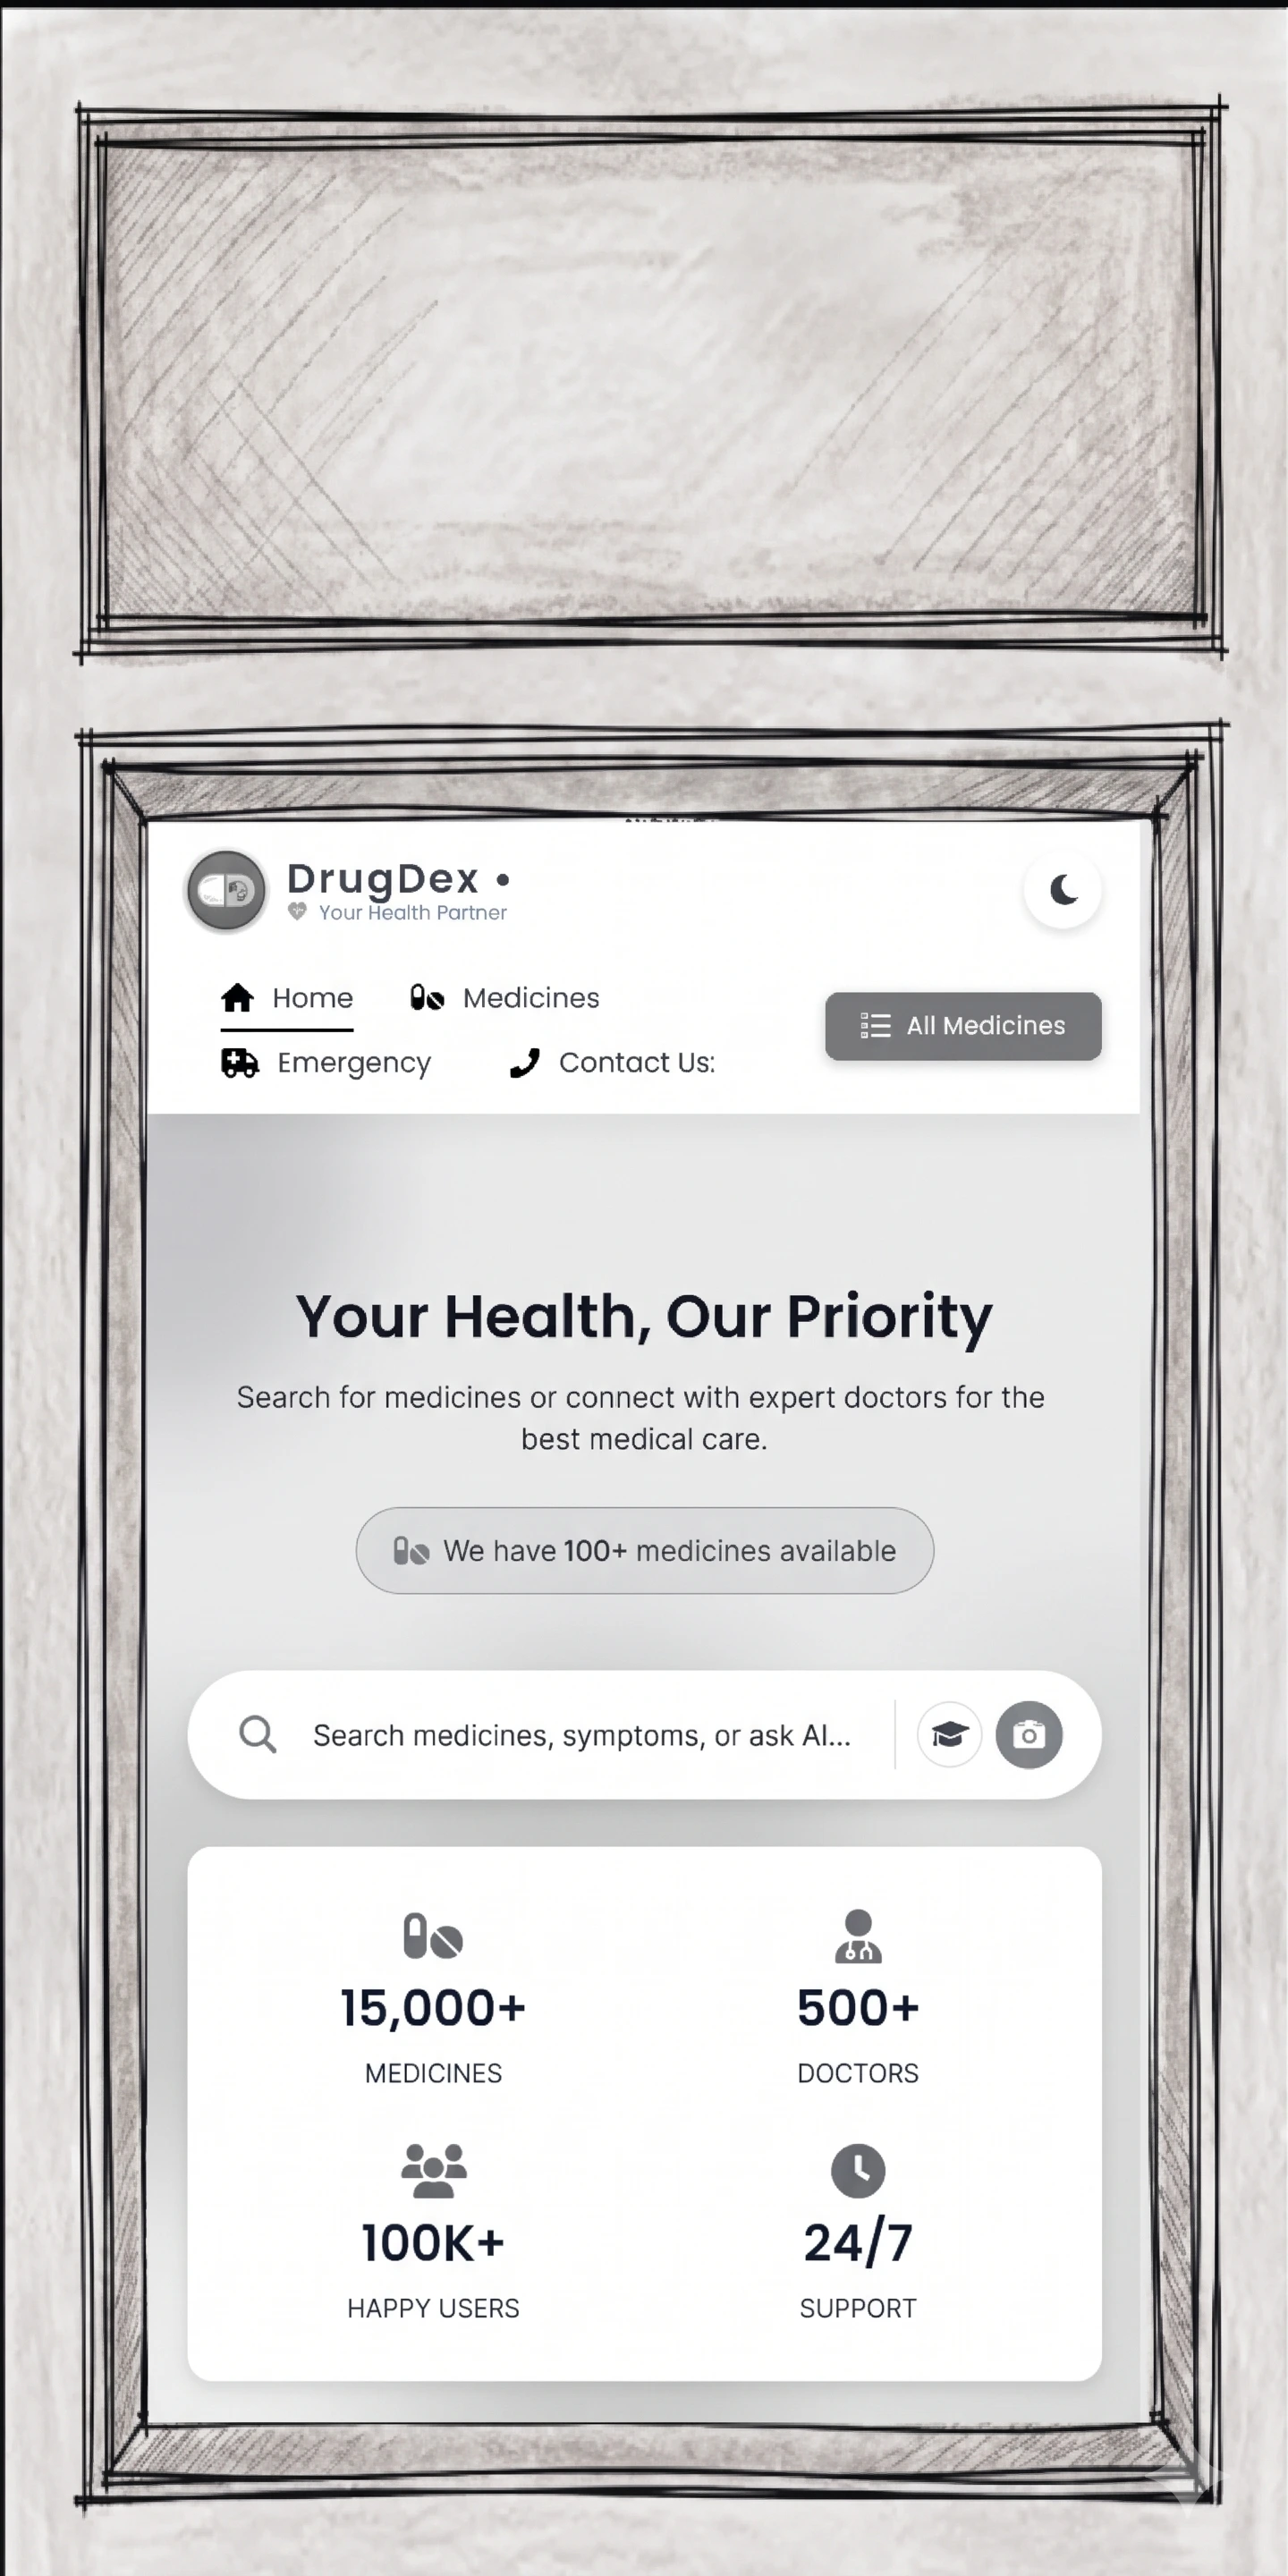 DrugDex •
Your Health Partner
Home
Medicines
Emergency
Contact Us:
All Medicines
Your Health, Our Priority
Search for medicines or connect with expert doctors for the
best medical care.
We have 100+ medicines available
Search medicines, symptoms, or ask AI...
15,000+
MEDICINES
500+
DOCTORS
100K+
HAPPY USERS
24/7
SUPPORT